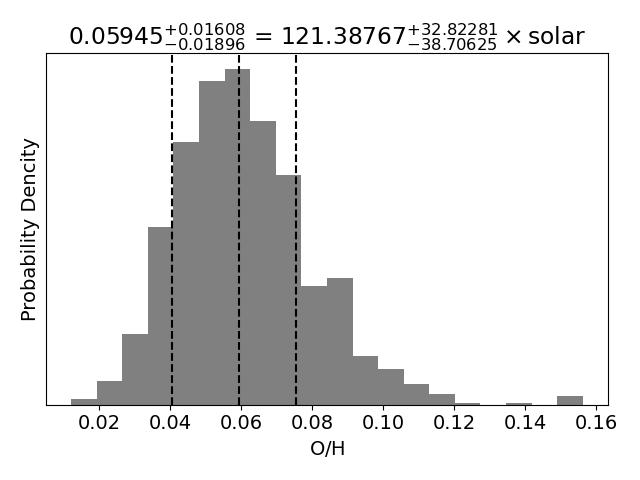 0.05945^{+0.01608}_{-0.01896} = 121.38767^{+32.82281}_{-38.70625} × solar
Probability Dencity
0.02 0.04 0.06 0.08 0.10 0.12 0.14 0.16
O/H